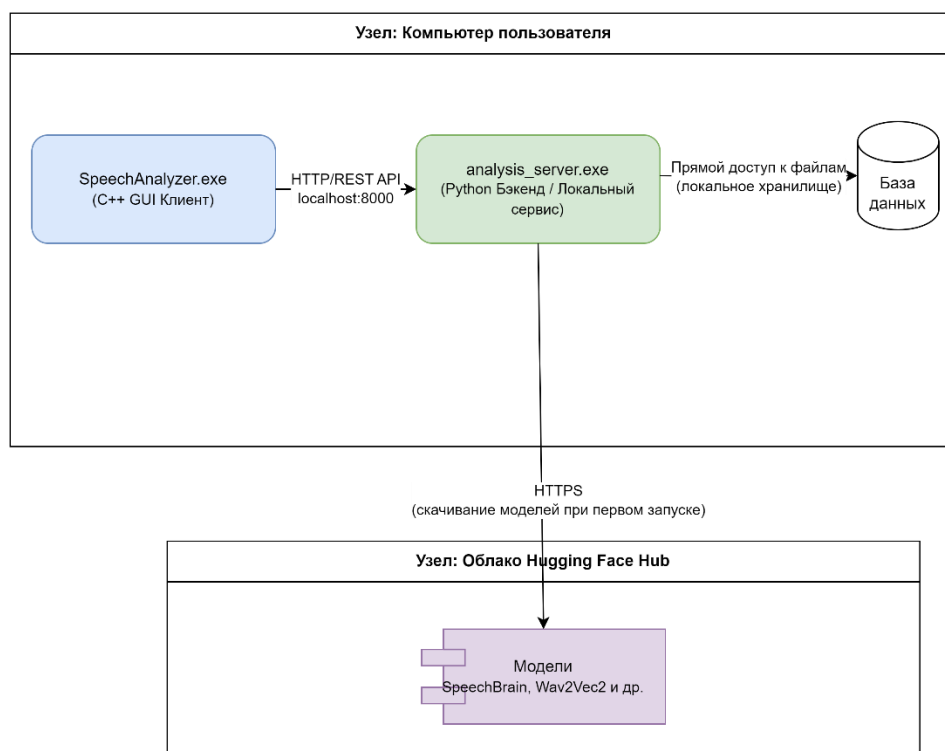 Узел: Компьютер пользователя
SpeechAnalyzer.exe
(C++ GUI Клиент)
HTTP/REST API
localhost:8000
analysis_server.exe
(Python Бэкенд / Локальный
сервис)
Прямой доступ к файлам
(локальное хранилище)
База
данных
HTTPS
(скачивание моделей при первом запуске)
Узел: Облако Hugging Face Hub
Модели
SpeechBrain, Wav2Vec2 и др.